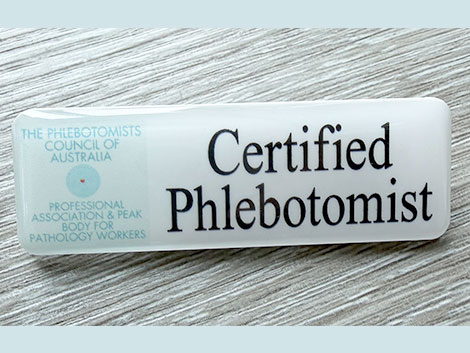 THE PHLEBOTOMISTS
COUNCIL OF
AUSTRALIA
PROFESSIONAL
ASSOCIATION & PEAK
BODY FOR
PATHOLOGY WORKERS
Certified
Phlebotomist